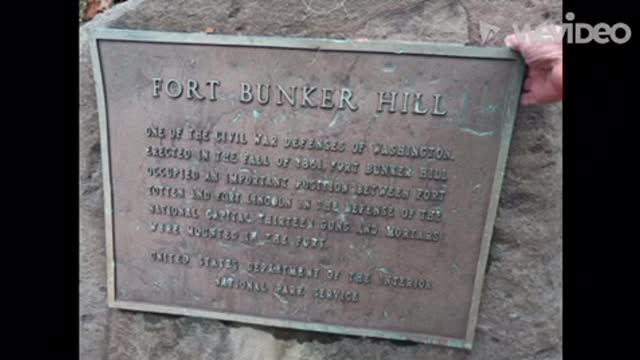 WEVIDEO
FORT BUNKER HILL
ONE OF THE CIVIL WAR DEFENSES OF WASHINGTON.
ERECTED IN THE FALL OF 1861 FORT BUNKER HILL
OCCUPIED AN IMPORTANT POSITION BETWEEN FORT
TOTTEN AND FORT LINCOLN IN THE DEFENSE OF THE
NATIONAL CAPITAL. THIRTEEN GUNS AND MORTARS
WERE MOUNTED IN THE FORT.
UNITED STATES DEPARTMENT OF THE INTERIOR
NATIONAL PARK SERVICE